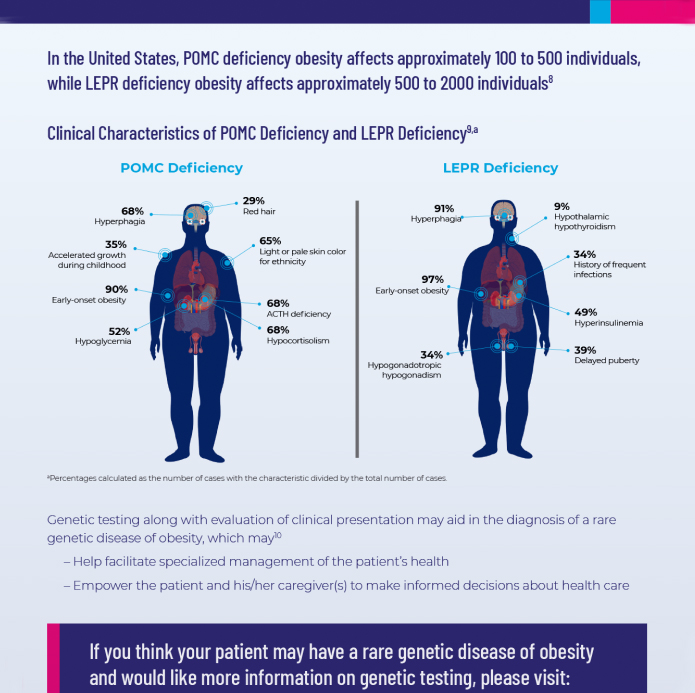 In the United States, POMC deficiency obesity affects approximately 100 to 500 individuals,
while LEPR deficiency obesity affects approximately 500 to 2000 individuals⁸
Clinical Characteristics of POMC Deficiency and LEPR Deficiency⁹,ᵃ
POMC Deficiency
68%
Hyperphagia
29%
Red hair
35%
Accelerated growth
during childhood
65%
Light or pale skin color
for ethnicity
90%
Early-onset obesity
68%
ACTH deficiency
52%
Hypoglycemia
68%
Hypocortisolism
LEPR Deficiency
91%
Hyperphagia
9%
Hypothalamic
hypothyroidism
34%
History of frequent
infections
97%
Early-onset obesity
49%
Hyperinsulinemia
34%
Hypogonadotropic
hypogonadism
39%
Delayed puberty
ᵃPercentages calculated as the number of cases with the characteristic divided by the total number of cases.
Genetic testing along with evaluation of clinical presentation may aid in the diagnosis of a rare
genetic disease of obesity, which may¹⁰
– Help facilitate specialized management of the patient's health
– Empower the patient and his/her caregiver(s) to make informed decisions about health care
If you think your patient may have a rare genetic disease of obesity
and would like more information on genetic testing, please visit: